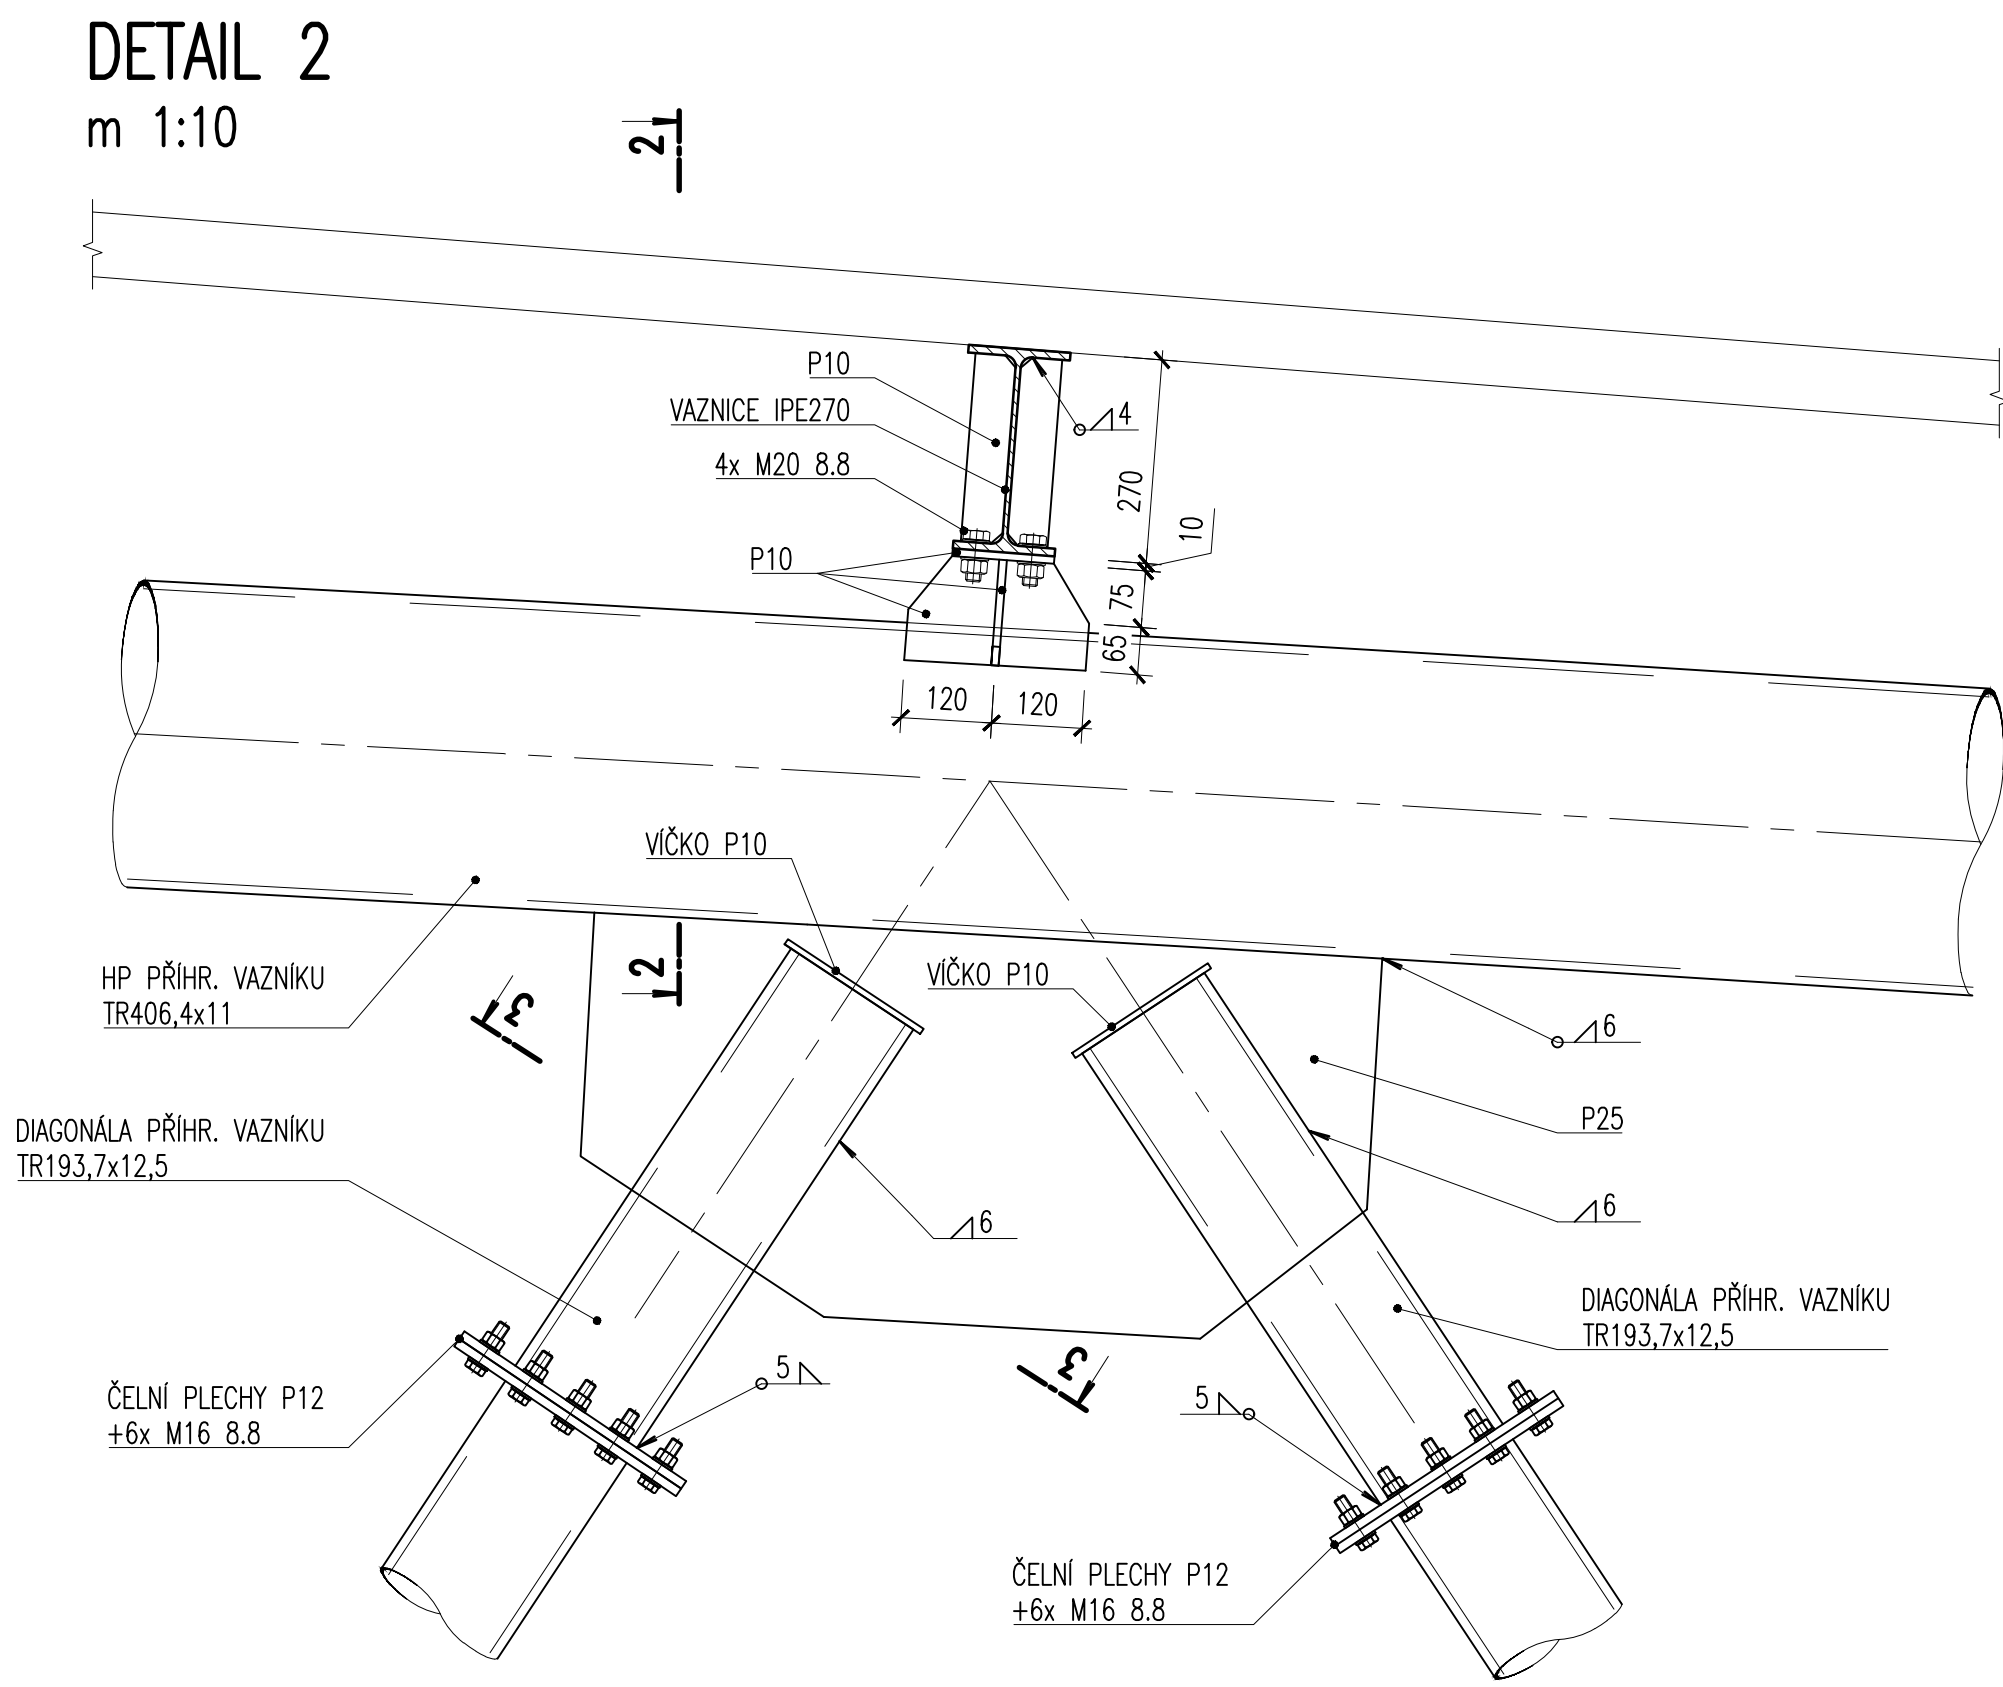 DETAIL 2
m 1:10
2
P10
VAZNICE IPE270
4x M20 8.8
P10
4
270
10
75
65
120
120
VÍČKO P10
HP PŘÍHR. VAZNÍKU
TR406,4x11
2
3
VÍČKO P10
6
P25
DIAGONÁLA PŘÍHR. VAZNÍKU
TR193,7x12,5
6
6
DIAGONÁLA PŘÍHR. VAZNÍKU
TR193,7x12,5
5
3
5
ČELNÍ PLECHY P12
+6x M16 8.8
ČELNÍ PLECHY P12
+6x M16 8.8